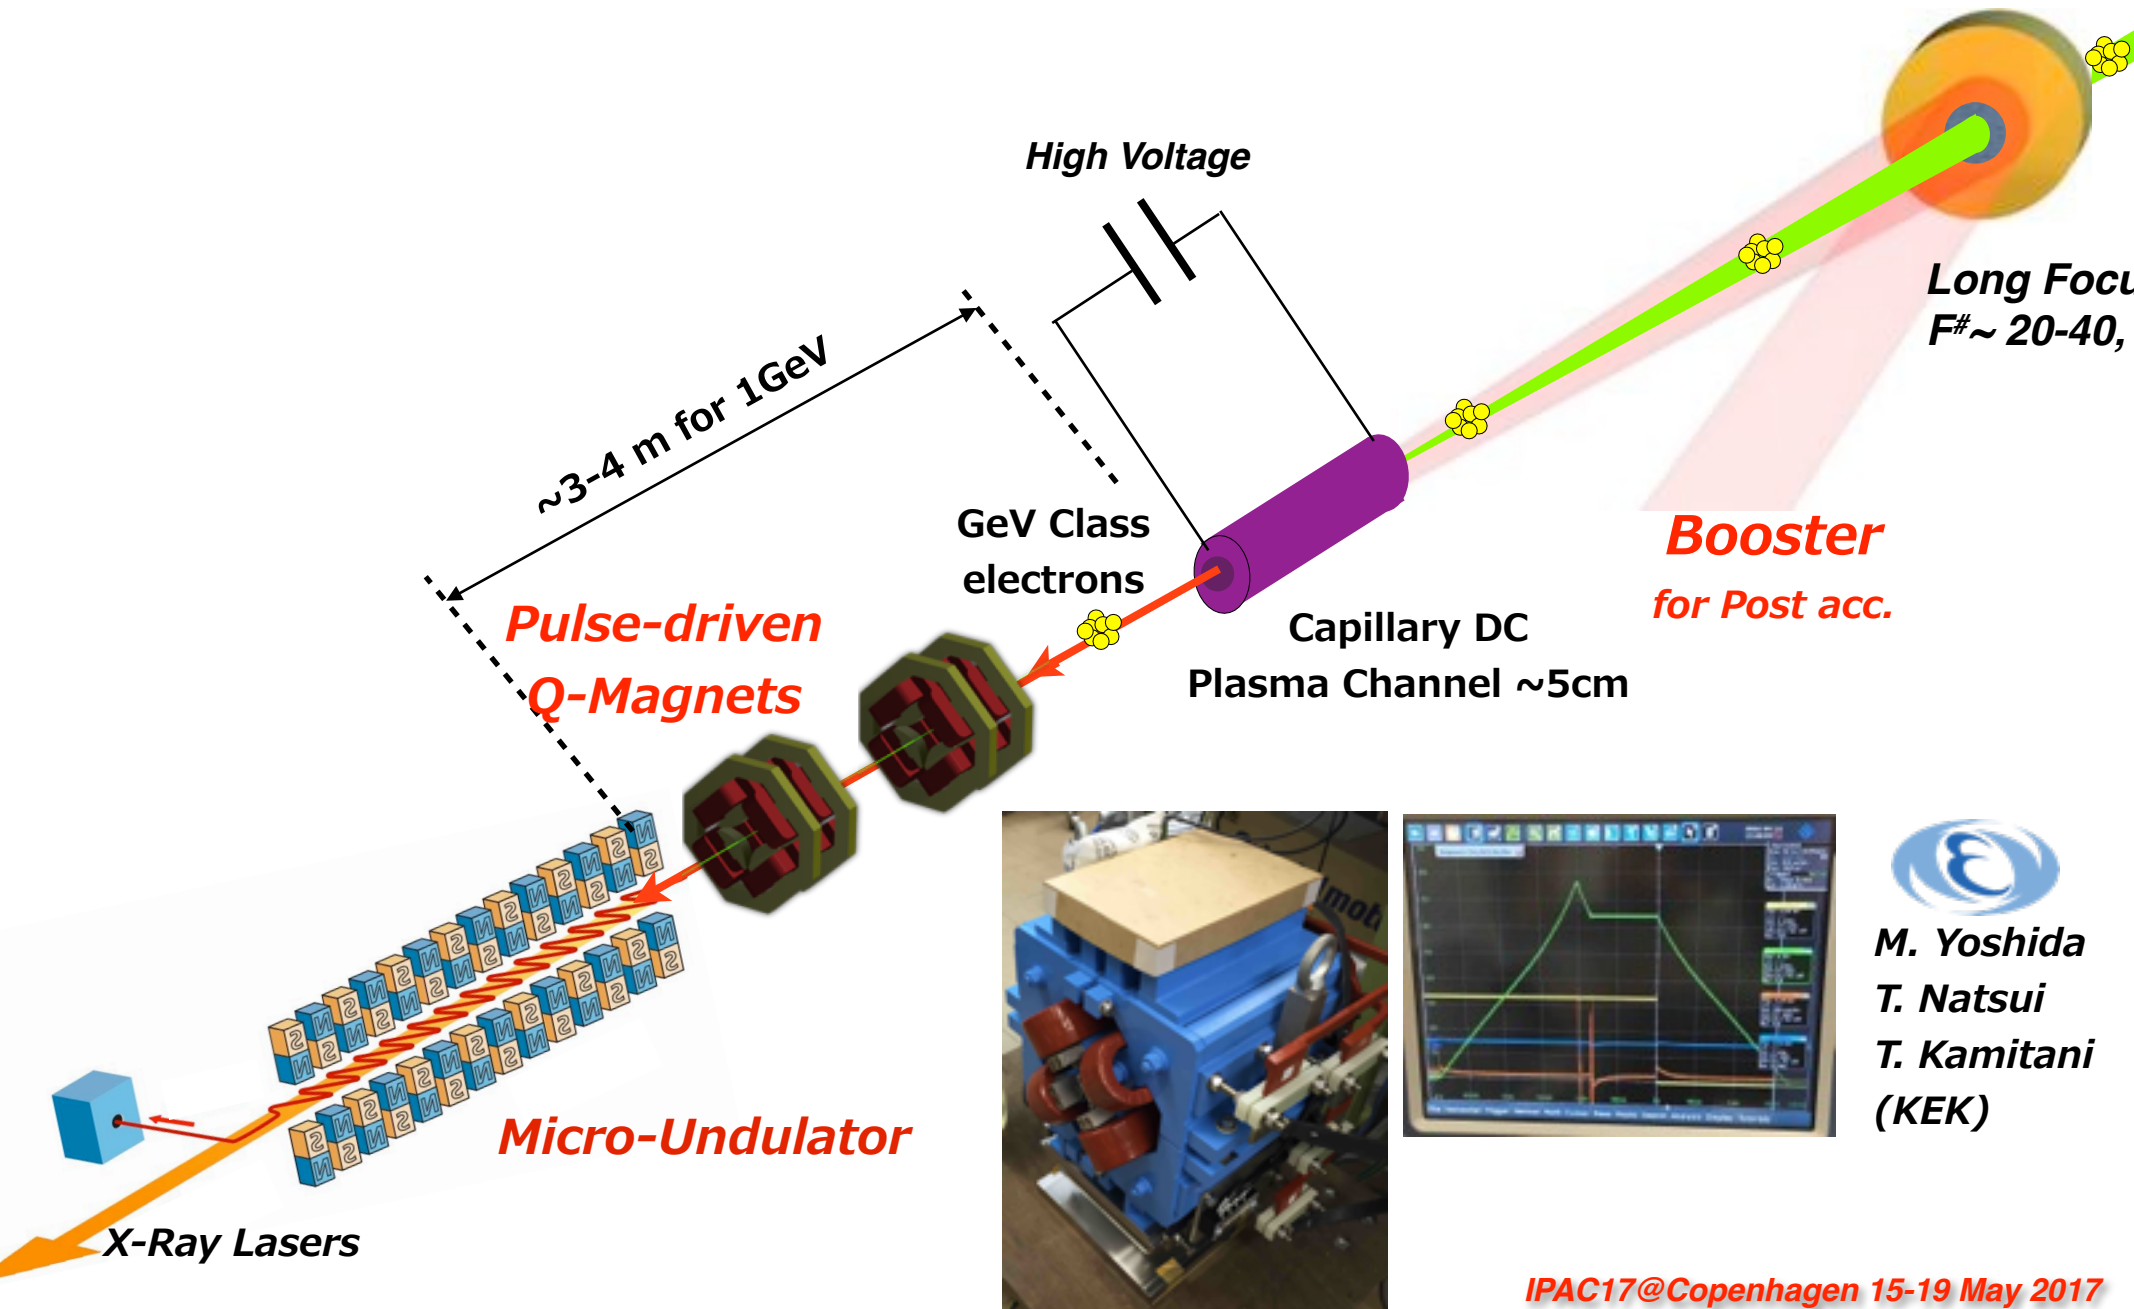 High Voltage
Long Focu
F#~ 20-40,
~3-4 m for 1GeV
GeV Class
electrons
Booster
for Post acc.
Pulse-driven
Q-Magnets
Capillary DC
Plasma Channel ~5cm
Micro-Undulator
X-Ray Lasers
M. Yoshida
T. Natsui
T. Kamitani
(KEK)
IPAC17@Copenhagen 15-19 May 2017